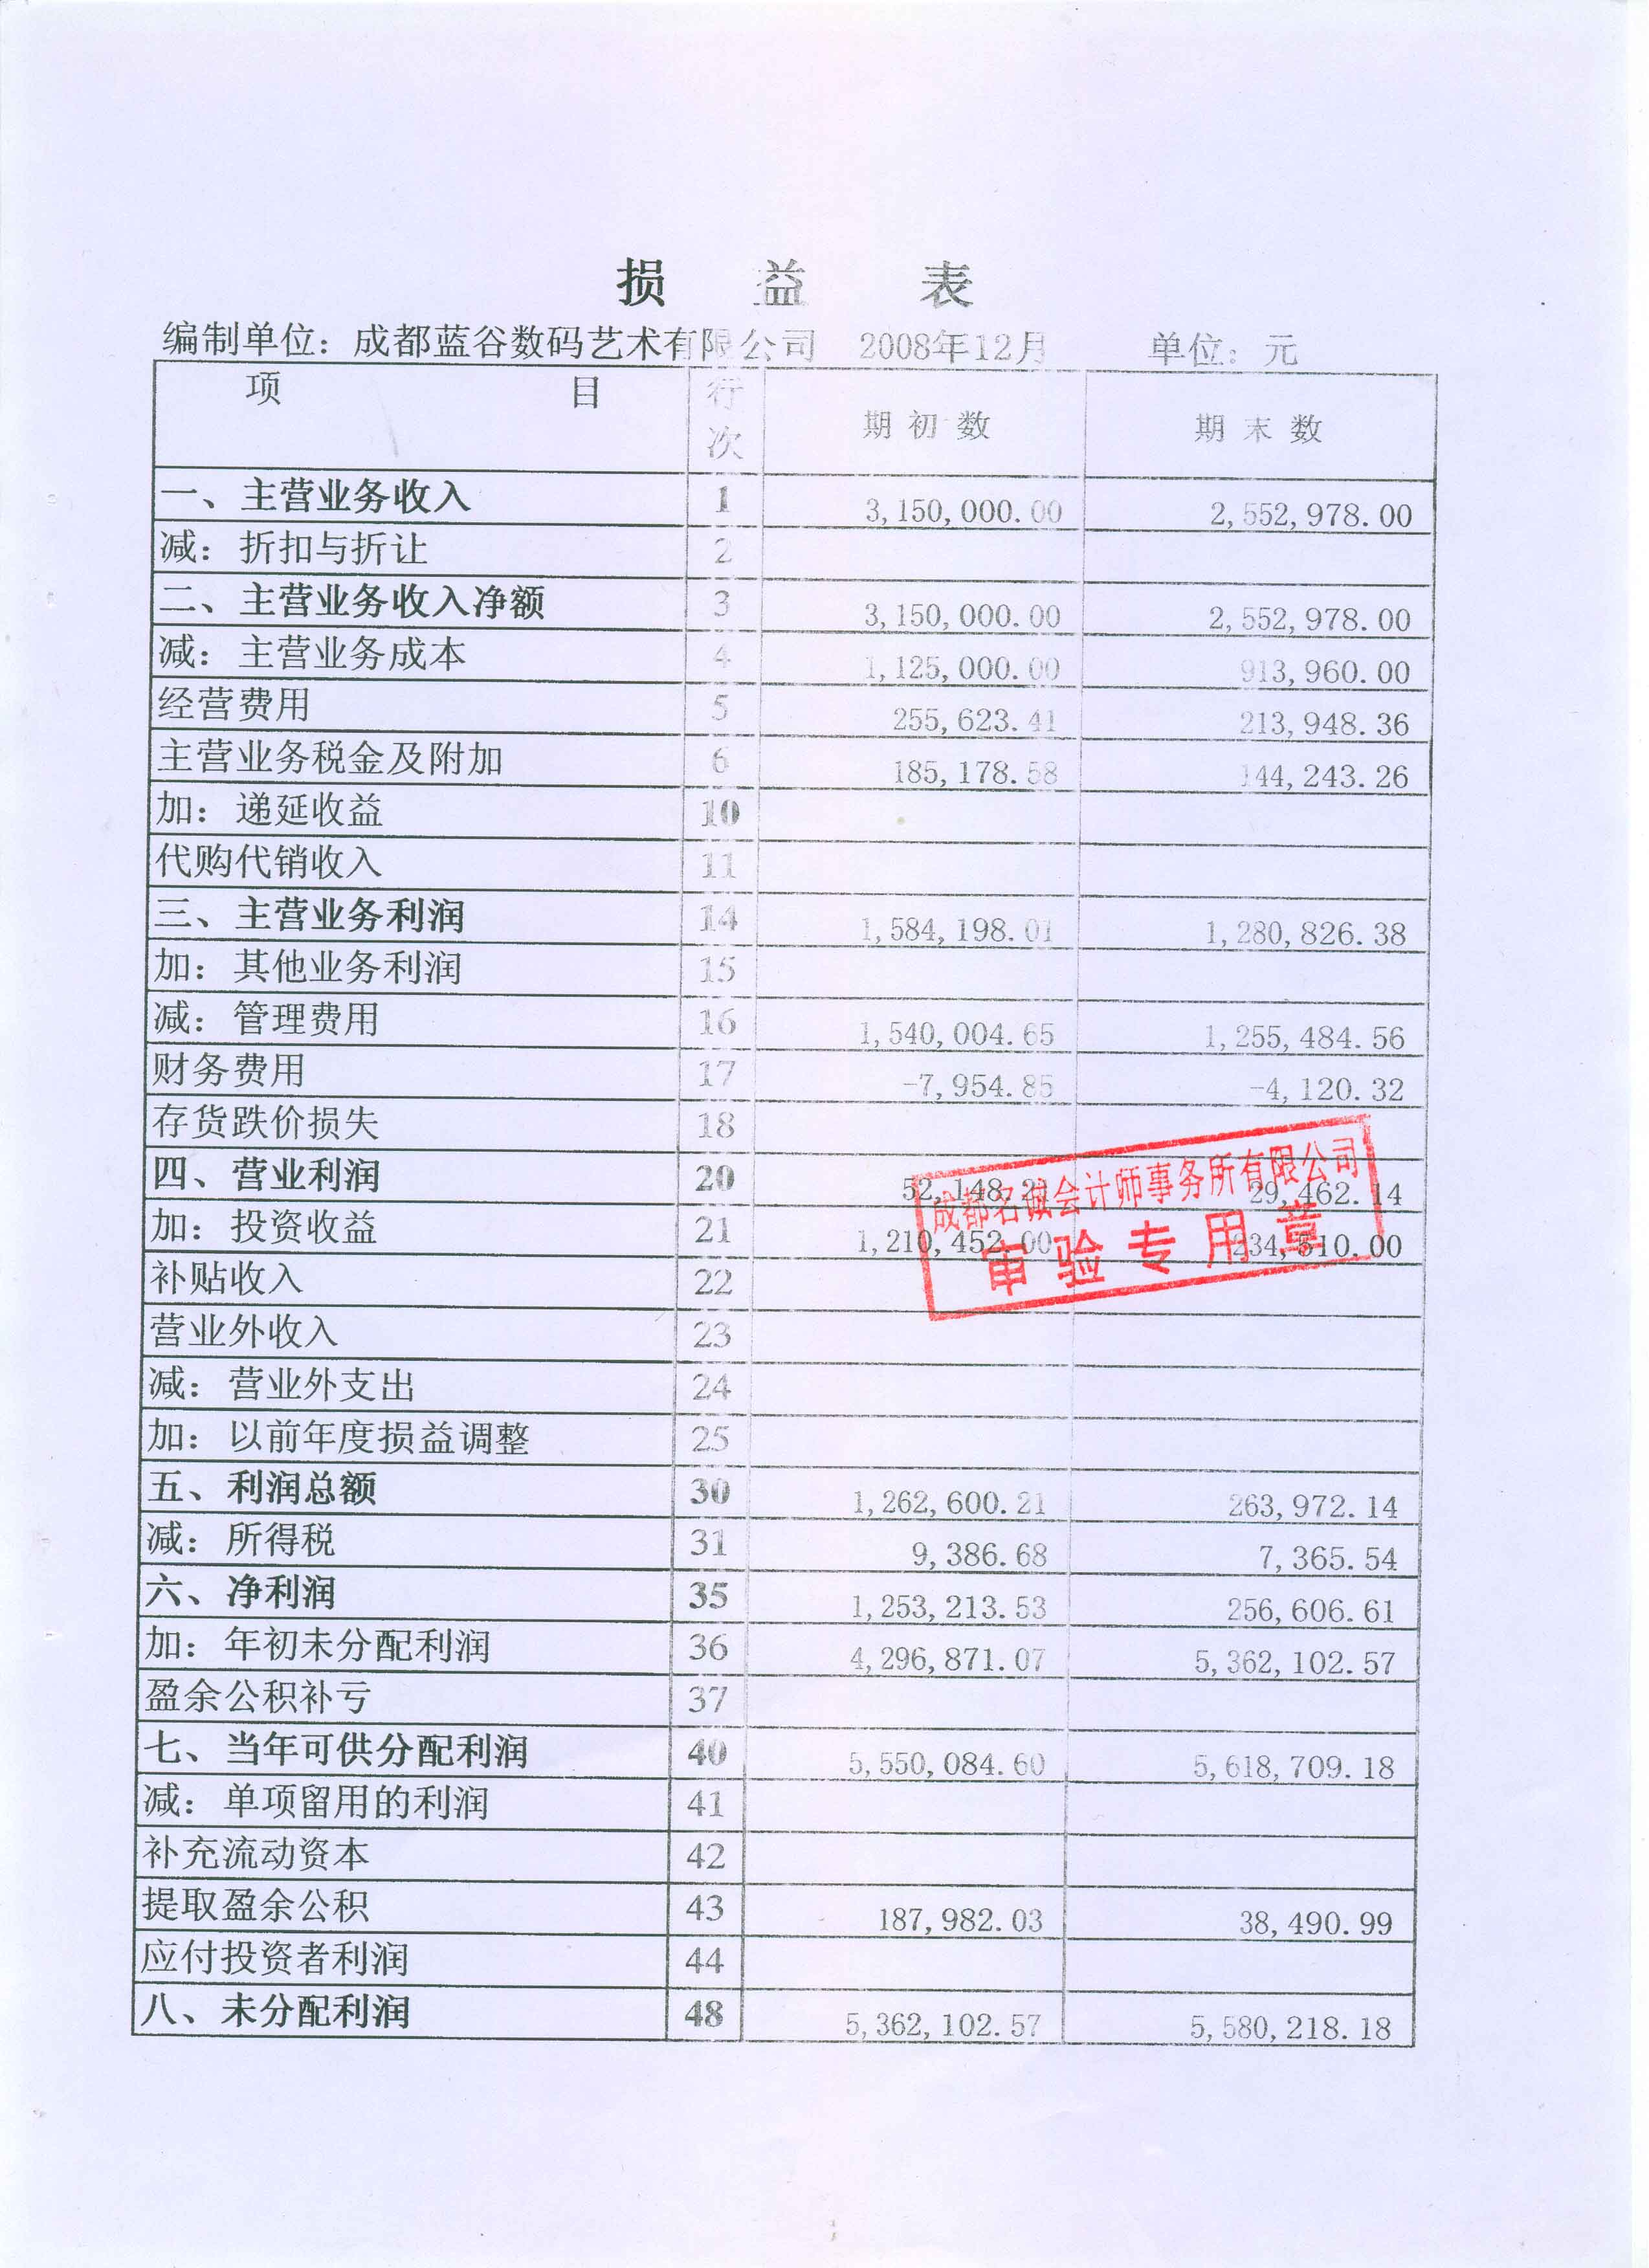 损 益 表
编制单位：成都蓝谷数码艺术有限公司 2008年12月 单位：元
项 目 行次 期初数 期末数
一、主营业务收入 1 3,150,000.00 2,552,978.00
减：折扣与折让 2
二、主营业务收入净额 3 3,150,000.00 2,552,978.00
减：主营业务成本 4 1,125,000.00 913,960.00
经营费用 5 255,623.41 213,948.36
主营业务税金及附加 6 185,178.58 144,243.26
加：递延收益 10
代购代销收入 11
三、主营业务利润 14 1,584,198.01 1,280,826.38
加：其他业务利润 15
减：管理费用 16 1,540,004.65 1,255,484.56
财务费用 17 -7,954.85 -4,120.32
存货跌价损失 18
四、营业利润 20 52,148.21 29,462.14
加：投资收益 21 1,210,452.00 234,510.00
成都名诚会计师事务所有限公司
审验专用章
补贴收入 22
营业外收入 23
减：营业外支出 24
加：以前年度损益调整 25
五、利润总额 30 1,262,600.21 263,972.14
减：所得税 31 9,386.68 7,365.54
六、净利润 35 1,253,213.53 256,606.61
加：年初未分配利润 36 4,296,871.07 5,362,102.57
盈余公积补亏 37
七、当年可供分配利润 40 5,550,084.60 5,618,709.18
减：单项留用的利润 41
补充流动资本 42
提取盈余公积 43 187,982.03 38,490.99
应付投资者利润 44
八、未分配利润 48 5,362,102.57 5,580,218.18